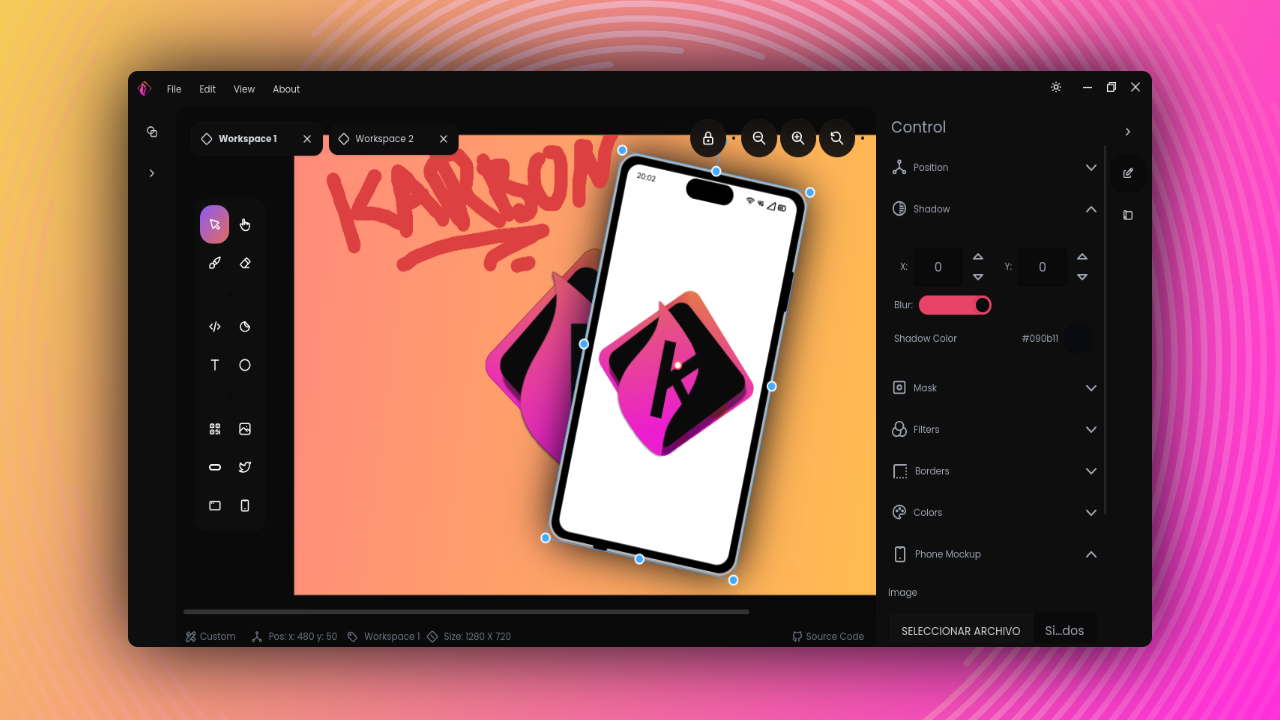 File Edit View About
Workspace 1
Workspace 2
KARBON
20:02
K
Control
Position
Shadow
X: 0 Y: 0
Blur:
Shadow Color #090b11
Mask
Filters
Borders
Colors
Phone Mockup
Image
SELECCIONAR ARCHIVO Si...dos
T
Custom Pos: x: 480 y: 50 Workspace 1 Size: 1280 X 720 Source Code